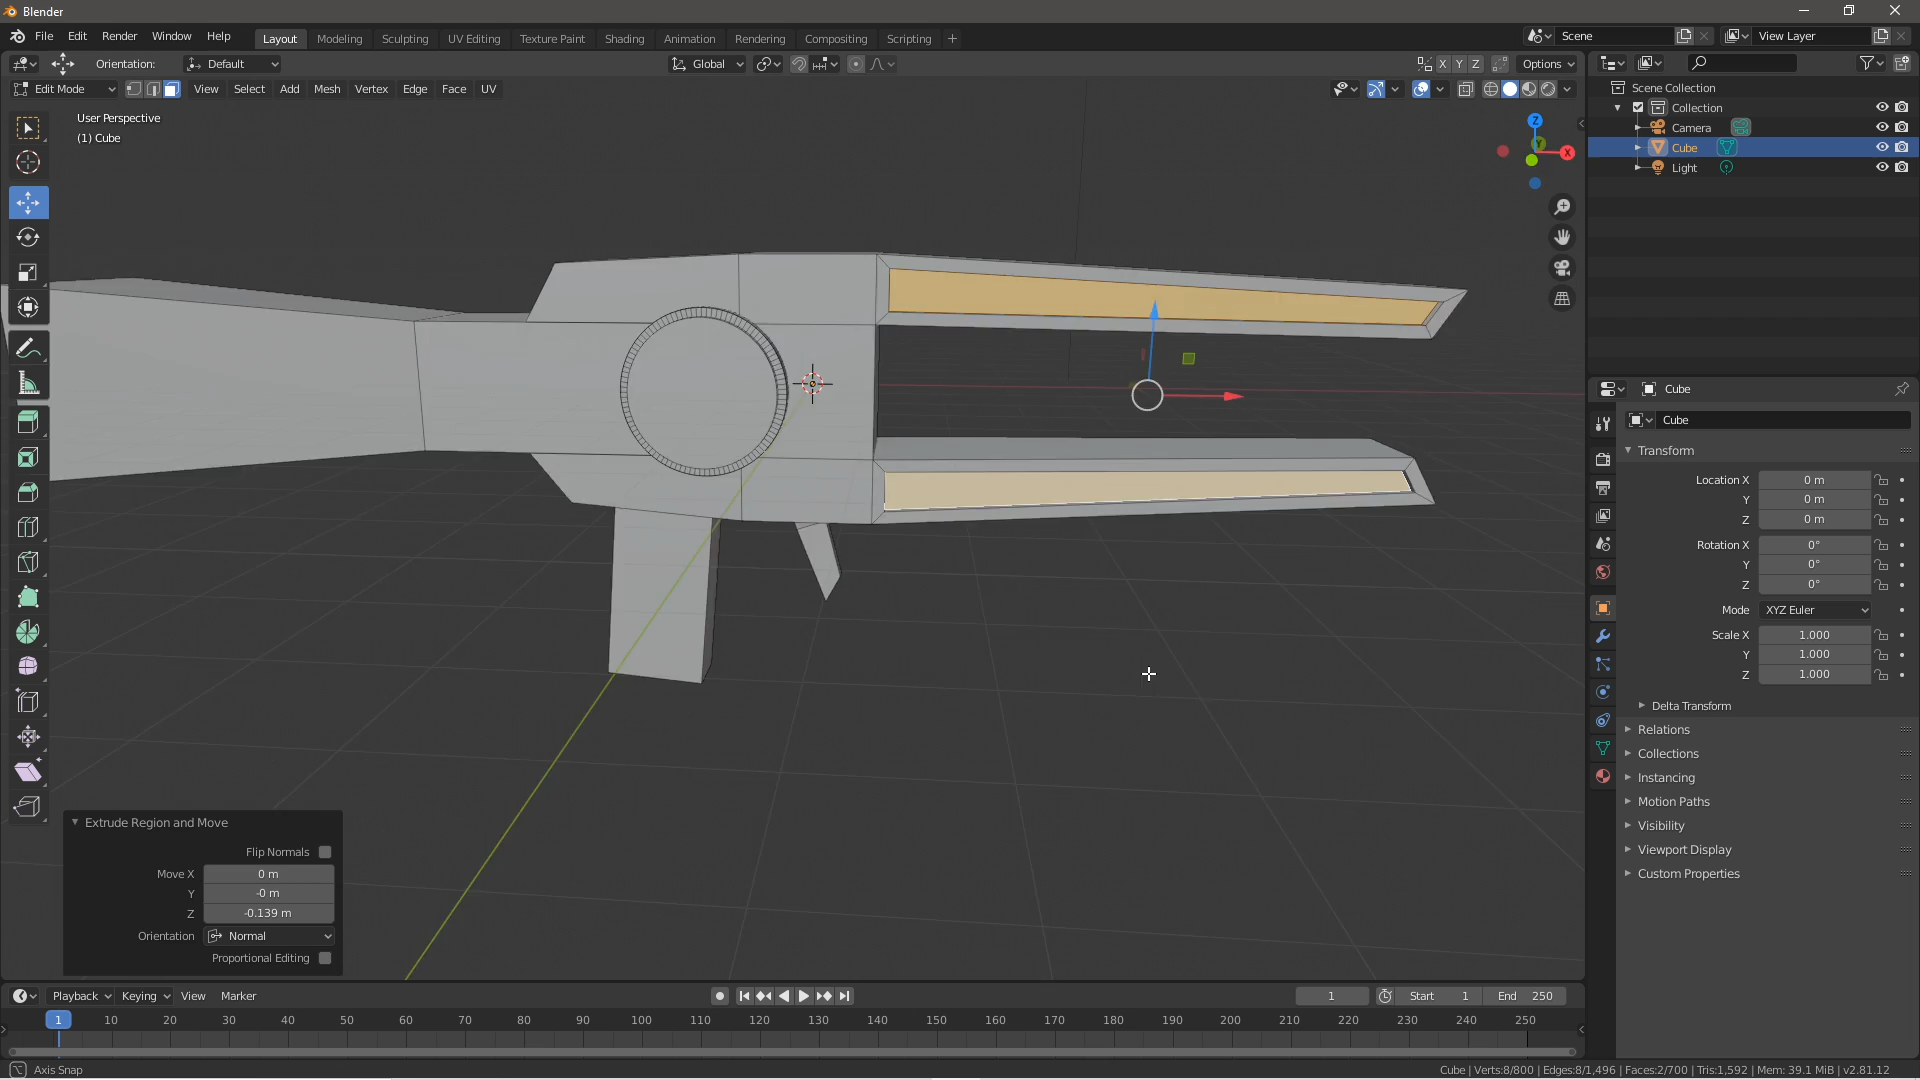 Blender
File Edit Render Window Help
Layout Modeling Sculpting UV Editing Texture Paint Shading Animation Rendering Compositing Scripting +
Scene
View Layer
Orientation: Default
Global
X Y Z
Options
Edit Mode
View Select Add Mesh Vertex Edge Face UV
User Perspective
(1) Cube
Z
Y
X
Scene Collection
Collection
Camera
Cube
Light
Cube
Cube
Transform
Location X 0 m
Y 0 m
Z 0 m
Rotation X 0°
Y 0°
Z 0°
Mode XYZ Euler
Scale X 1.000
Y 1.000
Z 1.000
Delta Transform
Relations
Collections
Instancing
Motion Paths
Visibility
Viewport Display
Custom Properties
Extrude Region and Move
Flip Normals
Move X 0 m
Y -0 m
Z -0.139 m
Orientation Normal
Proportional Editing
Playback Keying View Marker
1
Start 1
End 250
1 10 20 30 40 50 60 70 80 90 100 110 120 130 140 150 160 170 180 190 200 210 220 230 240 250
Axis Snap
Cube | Verts:8/800 | Edges:8/1,496 | Faces:2/700 | Tris:1,592 | Mem: 39.1 MiB | v2.81.12